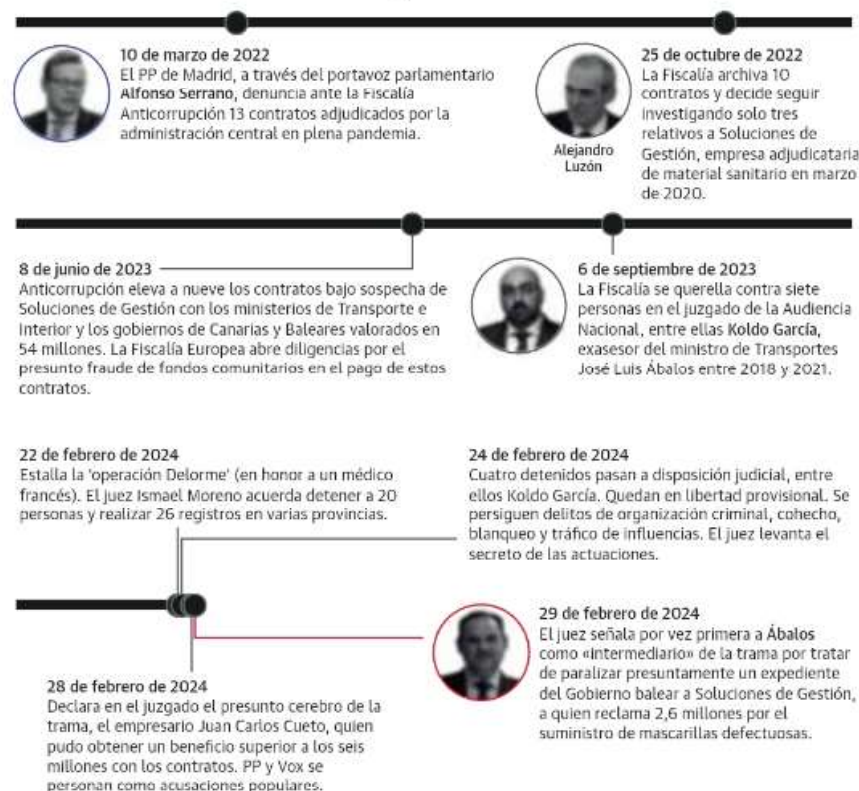 10 de marzo de 2022
El PP de Madrid, a través del portavoz parlamentario
Alfonso Serrano, denuncia ante la Fiscalía
Anticorrupción 13 contratos adjudicados por la
administración central en plena pandemia.
Alejandro
Luzón
25 de octubre de 2022
La Fiscalía archiva 10
contratos y decide seguir
investigando solo tres
relativos a Soluciones de
Gestión, empresa adjudicataria
de material sanitario en marzo
de 2020.
8 de junio de 2023
Anticorrupción eleva a nueve los contratos bajo sospecha de
Soluciones de Gestión con los ministerios de Transporte e
Interior y los gobiernos de Canarias y Baleares valorados en
54 millones. La Fiscalía Europea abre diligencias por el
presunto fraude de fondos comunitarios en el pago de estos
contratos.
6 de septiembre de 2023
La Fiscalía se querella contra siete
personas en el juzgado de la Audiencia
Nacional, entre ellas Koldo García,
exasesor del ministro de Transportes
José Luis Ábalos entre 2018 y 2021.
22 de febrero de 2024
Estalla la 'operación Delorme' (en honor a un médico
francés). El juez Ismael Moreno acuerda detener a 20
personas y realizar 26 registros en varias provincias.
24 de febrero de 2024
Cuatro detenidos pasan a disposición judicial, entre
ellos Koldo García. Quedan en libertad provisional. Se
persiguen delitos de organización criminal, cohecho,
blanqueo y tráfico de influencias. El juez levanta el
secreto de las actuaciones.
28 de febrero de 2024
Declara en el juzgado el presunto cerebro de la
trama, el empresario Juan Carlos Cueto, quien
pudo obtener un beneficio superior a los seis
millones con los contratos. PP y Vox se
personan como acusaciones populares.
29 de febrero de 2024
El juez señala por vez primera a Ábalos
como «intermediario» de la trama por tratar
de paralizar presuntamente un expediente
del Gobierno balear a Soluciones de Gestión,
a quien reclama 2,6 millones por el
suministro de mascarillas defectuosas.